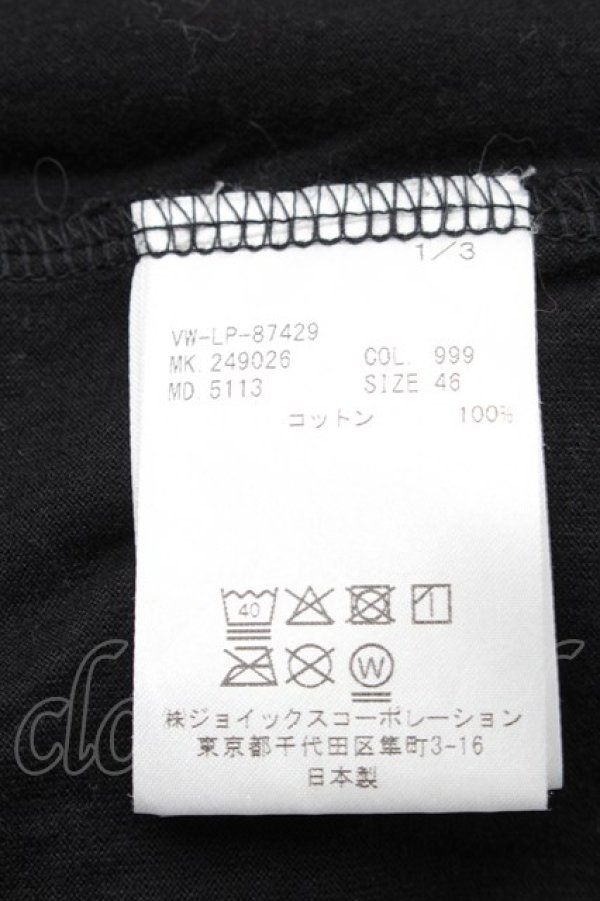 1/3
VW-LP-87429
MK. 249026 COL. 999
MD. 5113 SIZE 46
コットン 100%
40
W
㈱ジョイックスコーポレーション
東京都千代田区隼町3-16
日本製